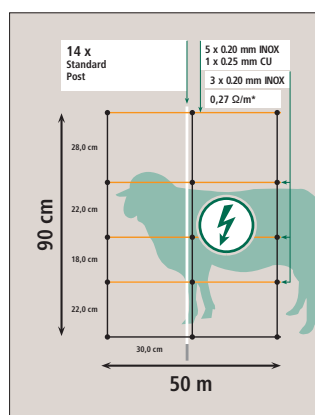 14 x
Standard
Post
5 x 0.20 mm INOX
1 x 0.25 mm CU
3 x 0.20 mm INOX
0,27 Ω/m*
90 cm
28,0 cm
22,0 cm
18,0 cm
22,0 cm
30,0 cm
50 m